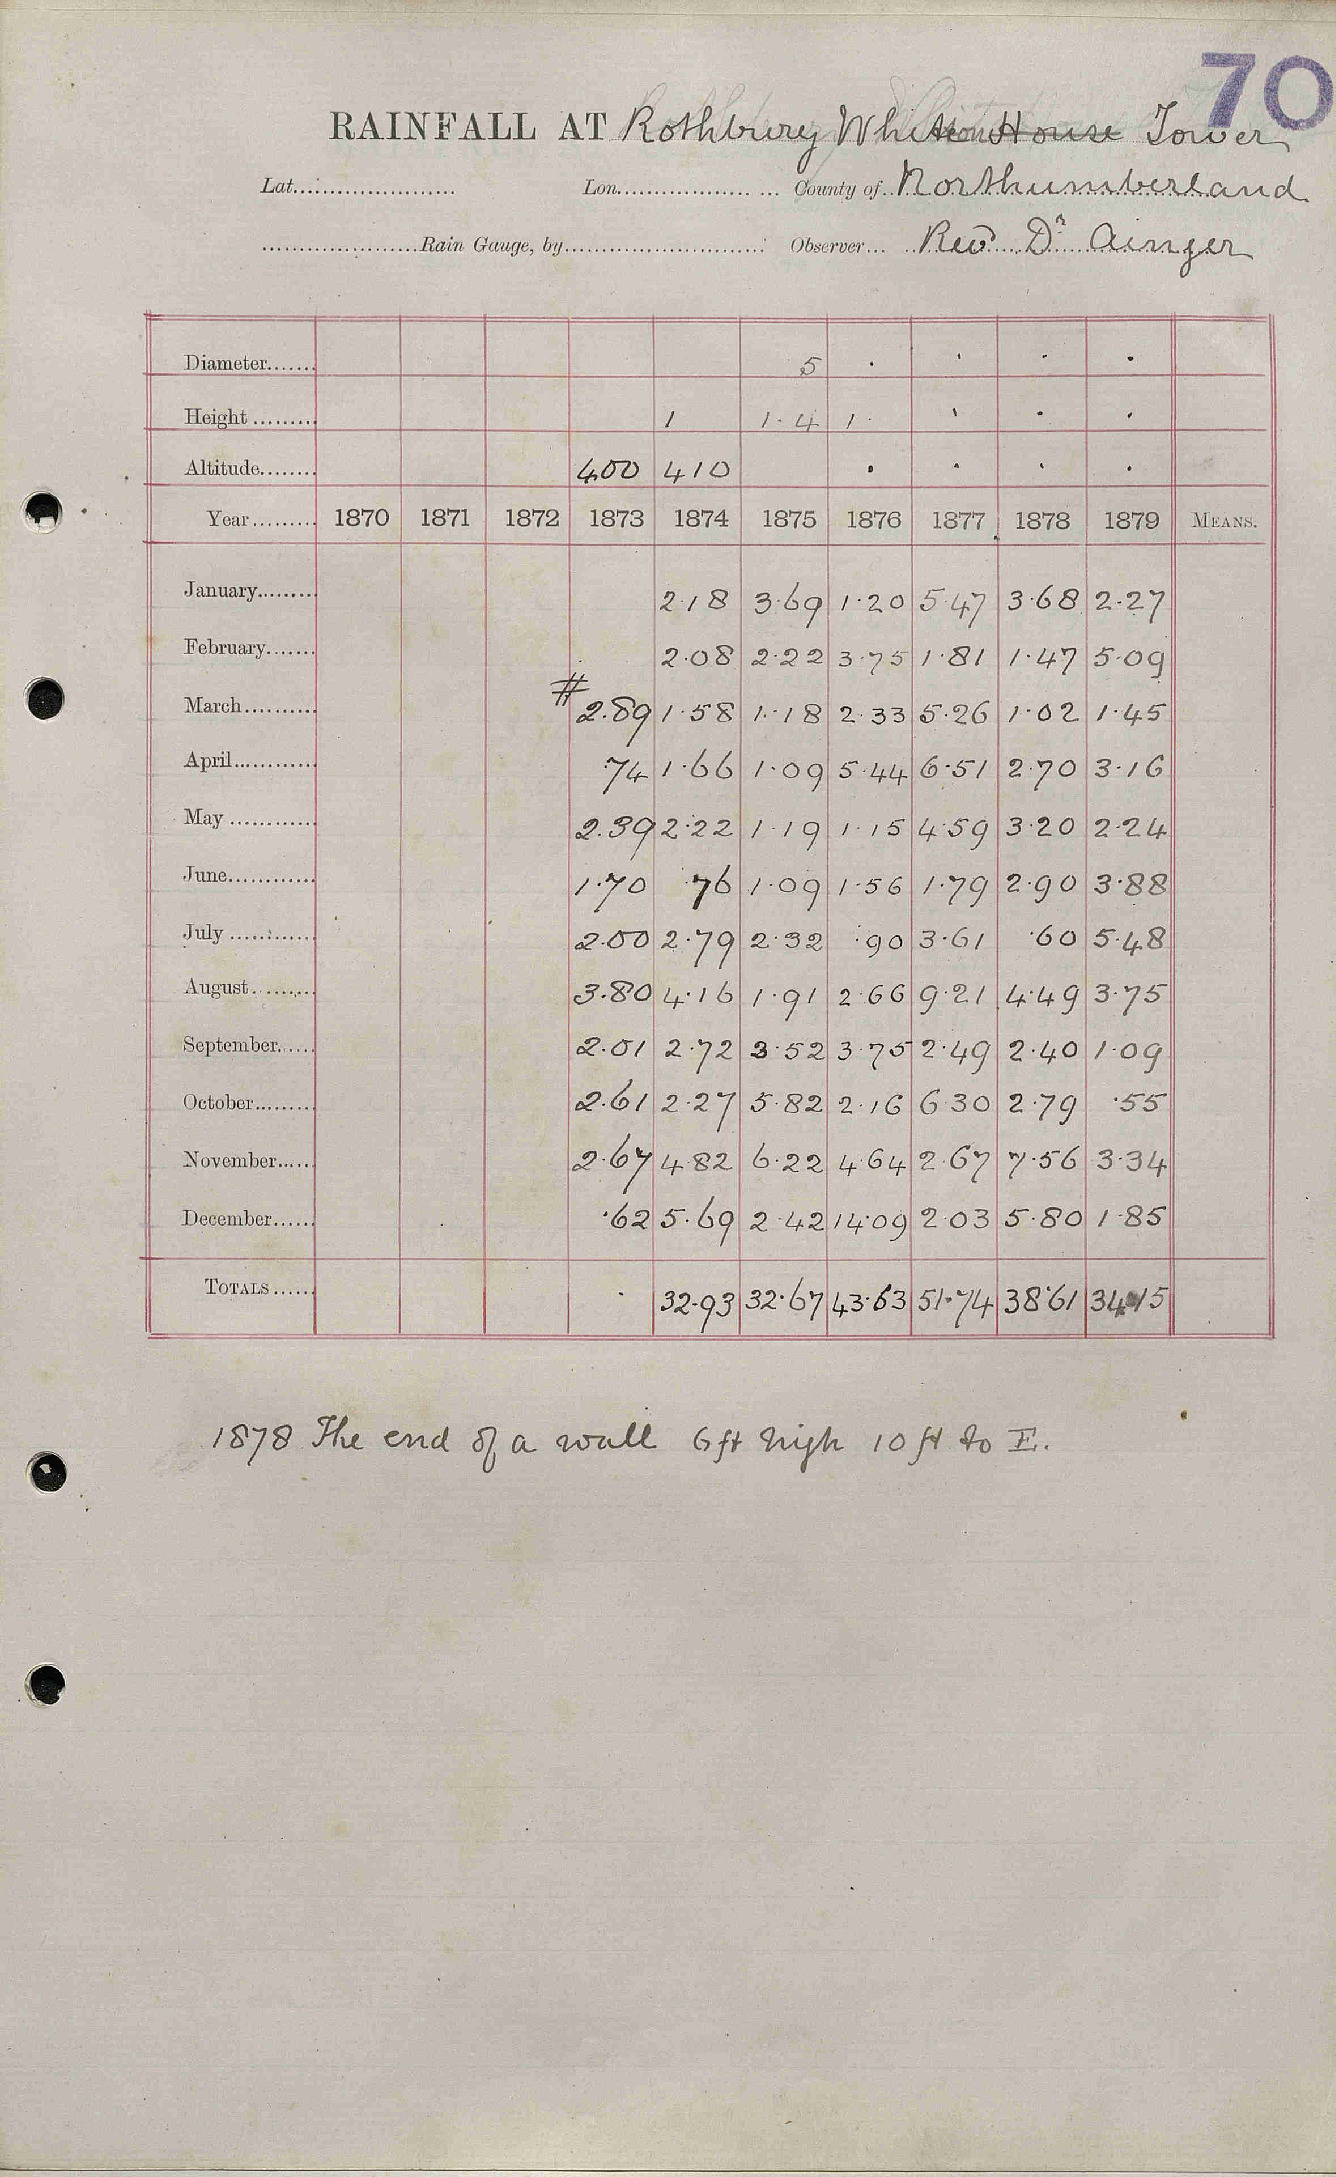 70
RAINFALL AT Rothbury Whitton House Tower
Lat. Lon. County of Northumberland
Rain Gauge, by Observer Revd Dr Ainger
Diameter 5 · · · ·
Height 1 1·4 1· · · ·
Altitude 400 410 · · · ·
Year 1870 1871 1872 1873 1874 1875 1876 1877 1878 1879 MEANS.
January 2·18 3·69 1·20 5·47 3·68 2·27
February 2·08 2·22 3·75 1·81 1·47 5·09
March # 2·89 1·58 1·18 2·33 5·26 1·02 1·45
April ·74 1·66 1·09 5·44 6·51 2·70 3·16
May 2·39 2·22 1·19 1·15 4·59 3·20 2·24
June 1·70 ·76 1·09 1·56 1·79 2·90 3·88
July 2·00 2·79 2·32 ·90 3·61 ·60 5·48
August 3·80 4·16 1·91 2·66 9·21 4·49 3·75
September 2·01 2·72 3·52 3·75 2·49 2·40 1·09
October 2·61 2·27 5·82 2·16 6·30 2·79 ·55
November 2·67 4·82 6·22 4·64 2·67 7·56 3·34
December ·62 5·69 2·42 14·09 2·03 5·80 1·85
TOTALS · 32·93 32·67 43·63 51·74 38·61 34·15
1878 The end of a wall 6 ft high 10 ft to E.